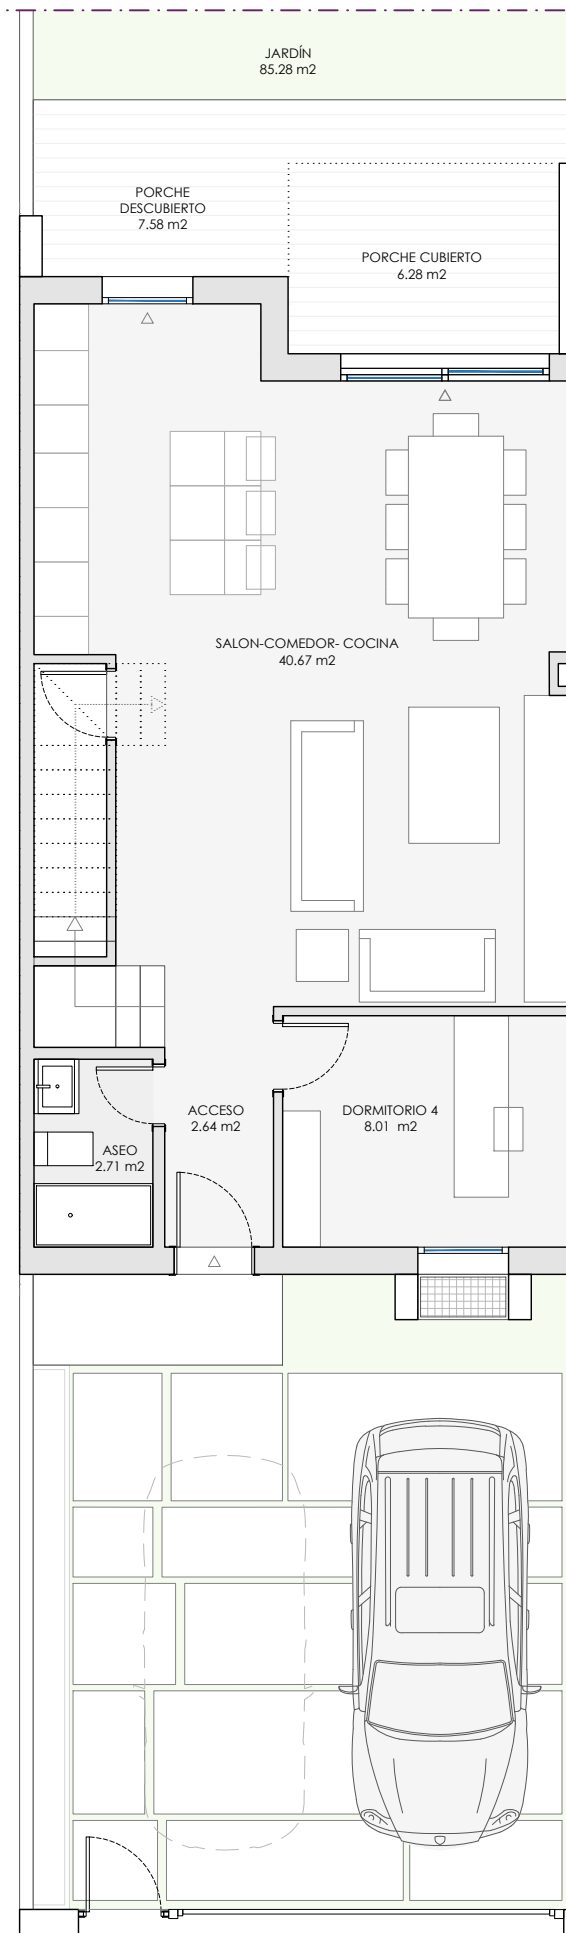 JARDÍN
85.28 m2
PORCHE
DESCUBIERTO
7.58 m2
PORCHE CUBIERTO
6.28 m2
SALON-COMEDOR- COCINA
40.67 m2
ACCESO
2.64 m2
DORMITORIO 4
8.01 m2
ASEO
2.71 m2